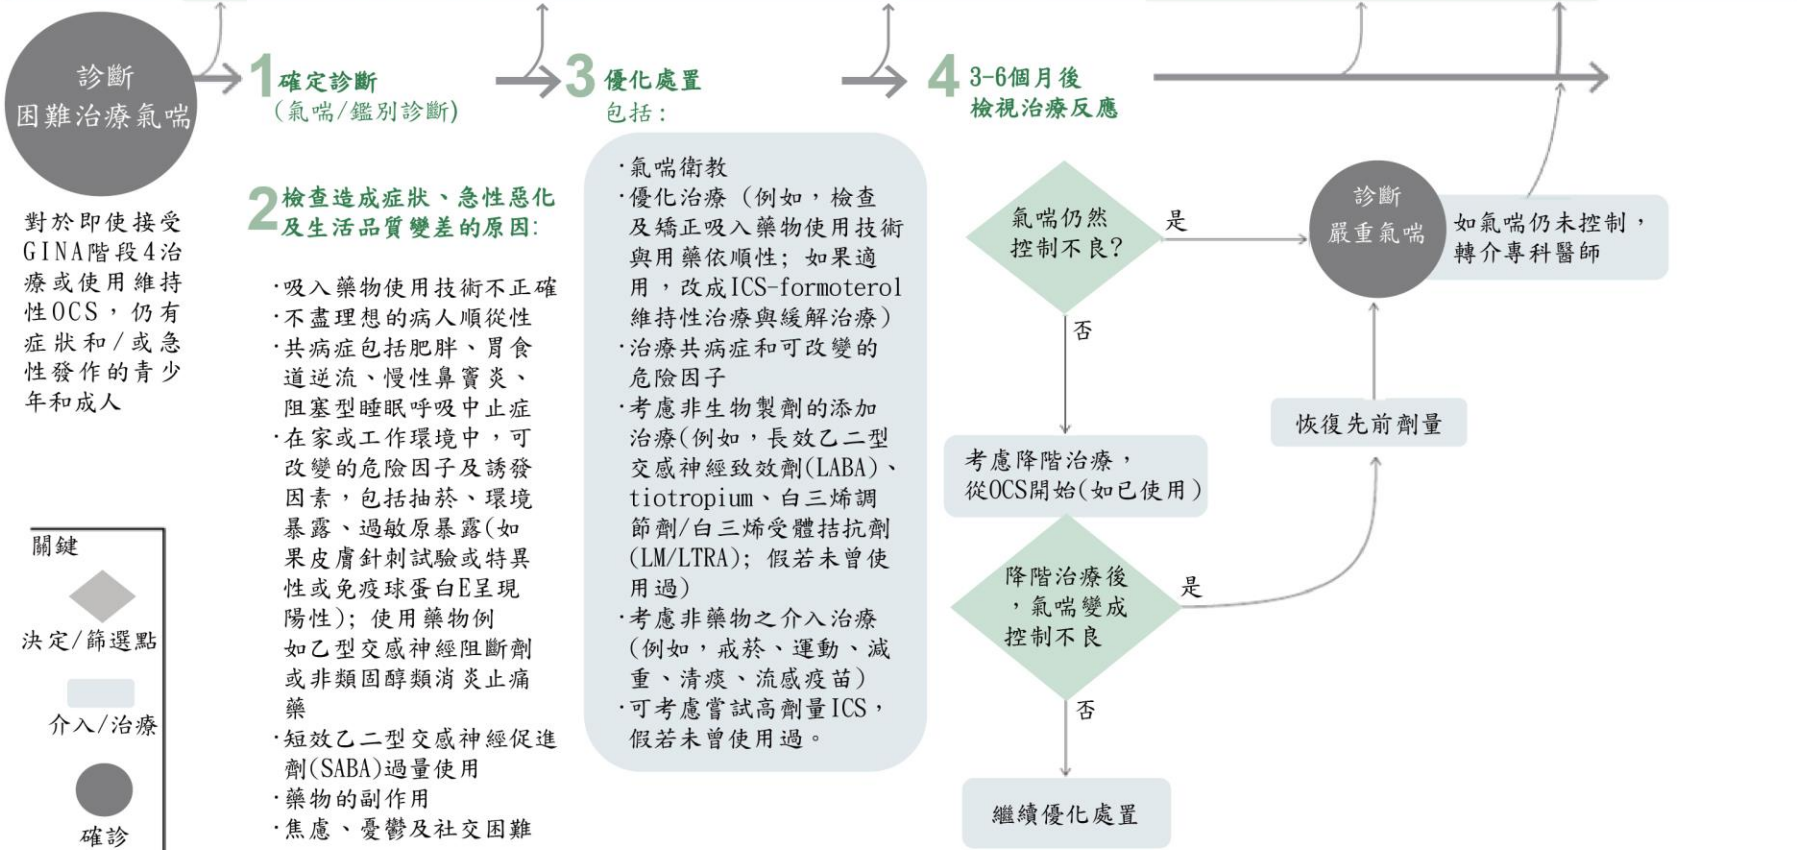 診斷
困難治療氣喘
對於即使接受
GINA階段4治
療或使用維持
性OCS，仍有
症狀和/或急
性發作的青少
年和成人
關鍵
決定/篩選點
介入/治療
確診
1 確定診斷
(氣喘/鑑別診斷)
2 檢查造成症狀、急性惡化
及生活品質變差的原因:
·吸入藥物使用技術不正確
·不盡理想的病人順從性
·共病症包括肥胖、胃食
道逆流、慢性鼻竇炎、
阻塞型睡眠呼吸中止症
·在家或工作環境中，可
改變的危險因子及誘發
因素，包括抽菸、環境
暴露、過敏原暴露(如
果皮膚針刺試驗或特異
性或免疫球蛋白E呈現
陽性)；使用藥物例
如乙型交感神經阻斷劑
或非類固醇類消炎止痛
藥
·短效乙二型交感神經促進
劑(SABA)過量使用
·藥物的副作用
·焦慮、憂鬱及社交困難
3 優化處置
包括:
·氣喘衛教
·優化治療（例如，檢查
及矯正吸入藥物使用技術
與用藥依順性；如果適
用，改成ICS-formoterol
維持性治療與緩解治療）
·治療共病症和可改變的
危險因子
·考慮非生物製劑的添加
治療(例如，長效乙二型
交感神經致效劑(LABA)、
tiotropium、白三烯調
節劑/白三烯受體拮抗劑
(LM/LTRA)；假若未曾使
用過)
·考慮非藥物之介入治療
(例如，戒菸、運動、減
重、清痰、流感疫苗)
·可考慮嘗試高劑量ICS，
假若未曾使用過。
4 3-6個月後
檢視治療反應
氣喘仍然
控制不良?
是
否
診斷
嚴重氣喘
如氣喘仍未控制，
轉介專科醫師
恢復先前劑量
考慮降階治療，
從OCS開始(如已使用)
降階治療後
，氣喘變成
控制不良
是
否
繼續優化處置